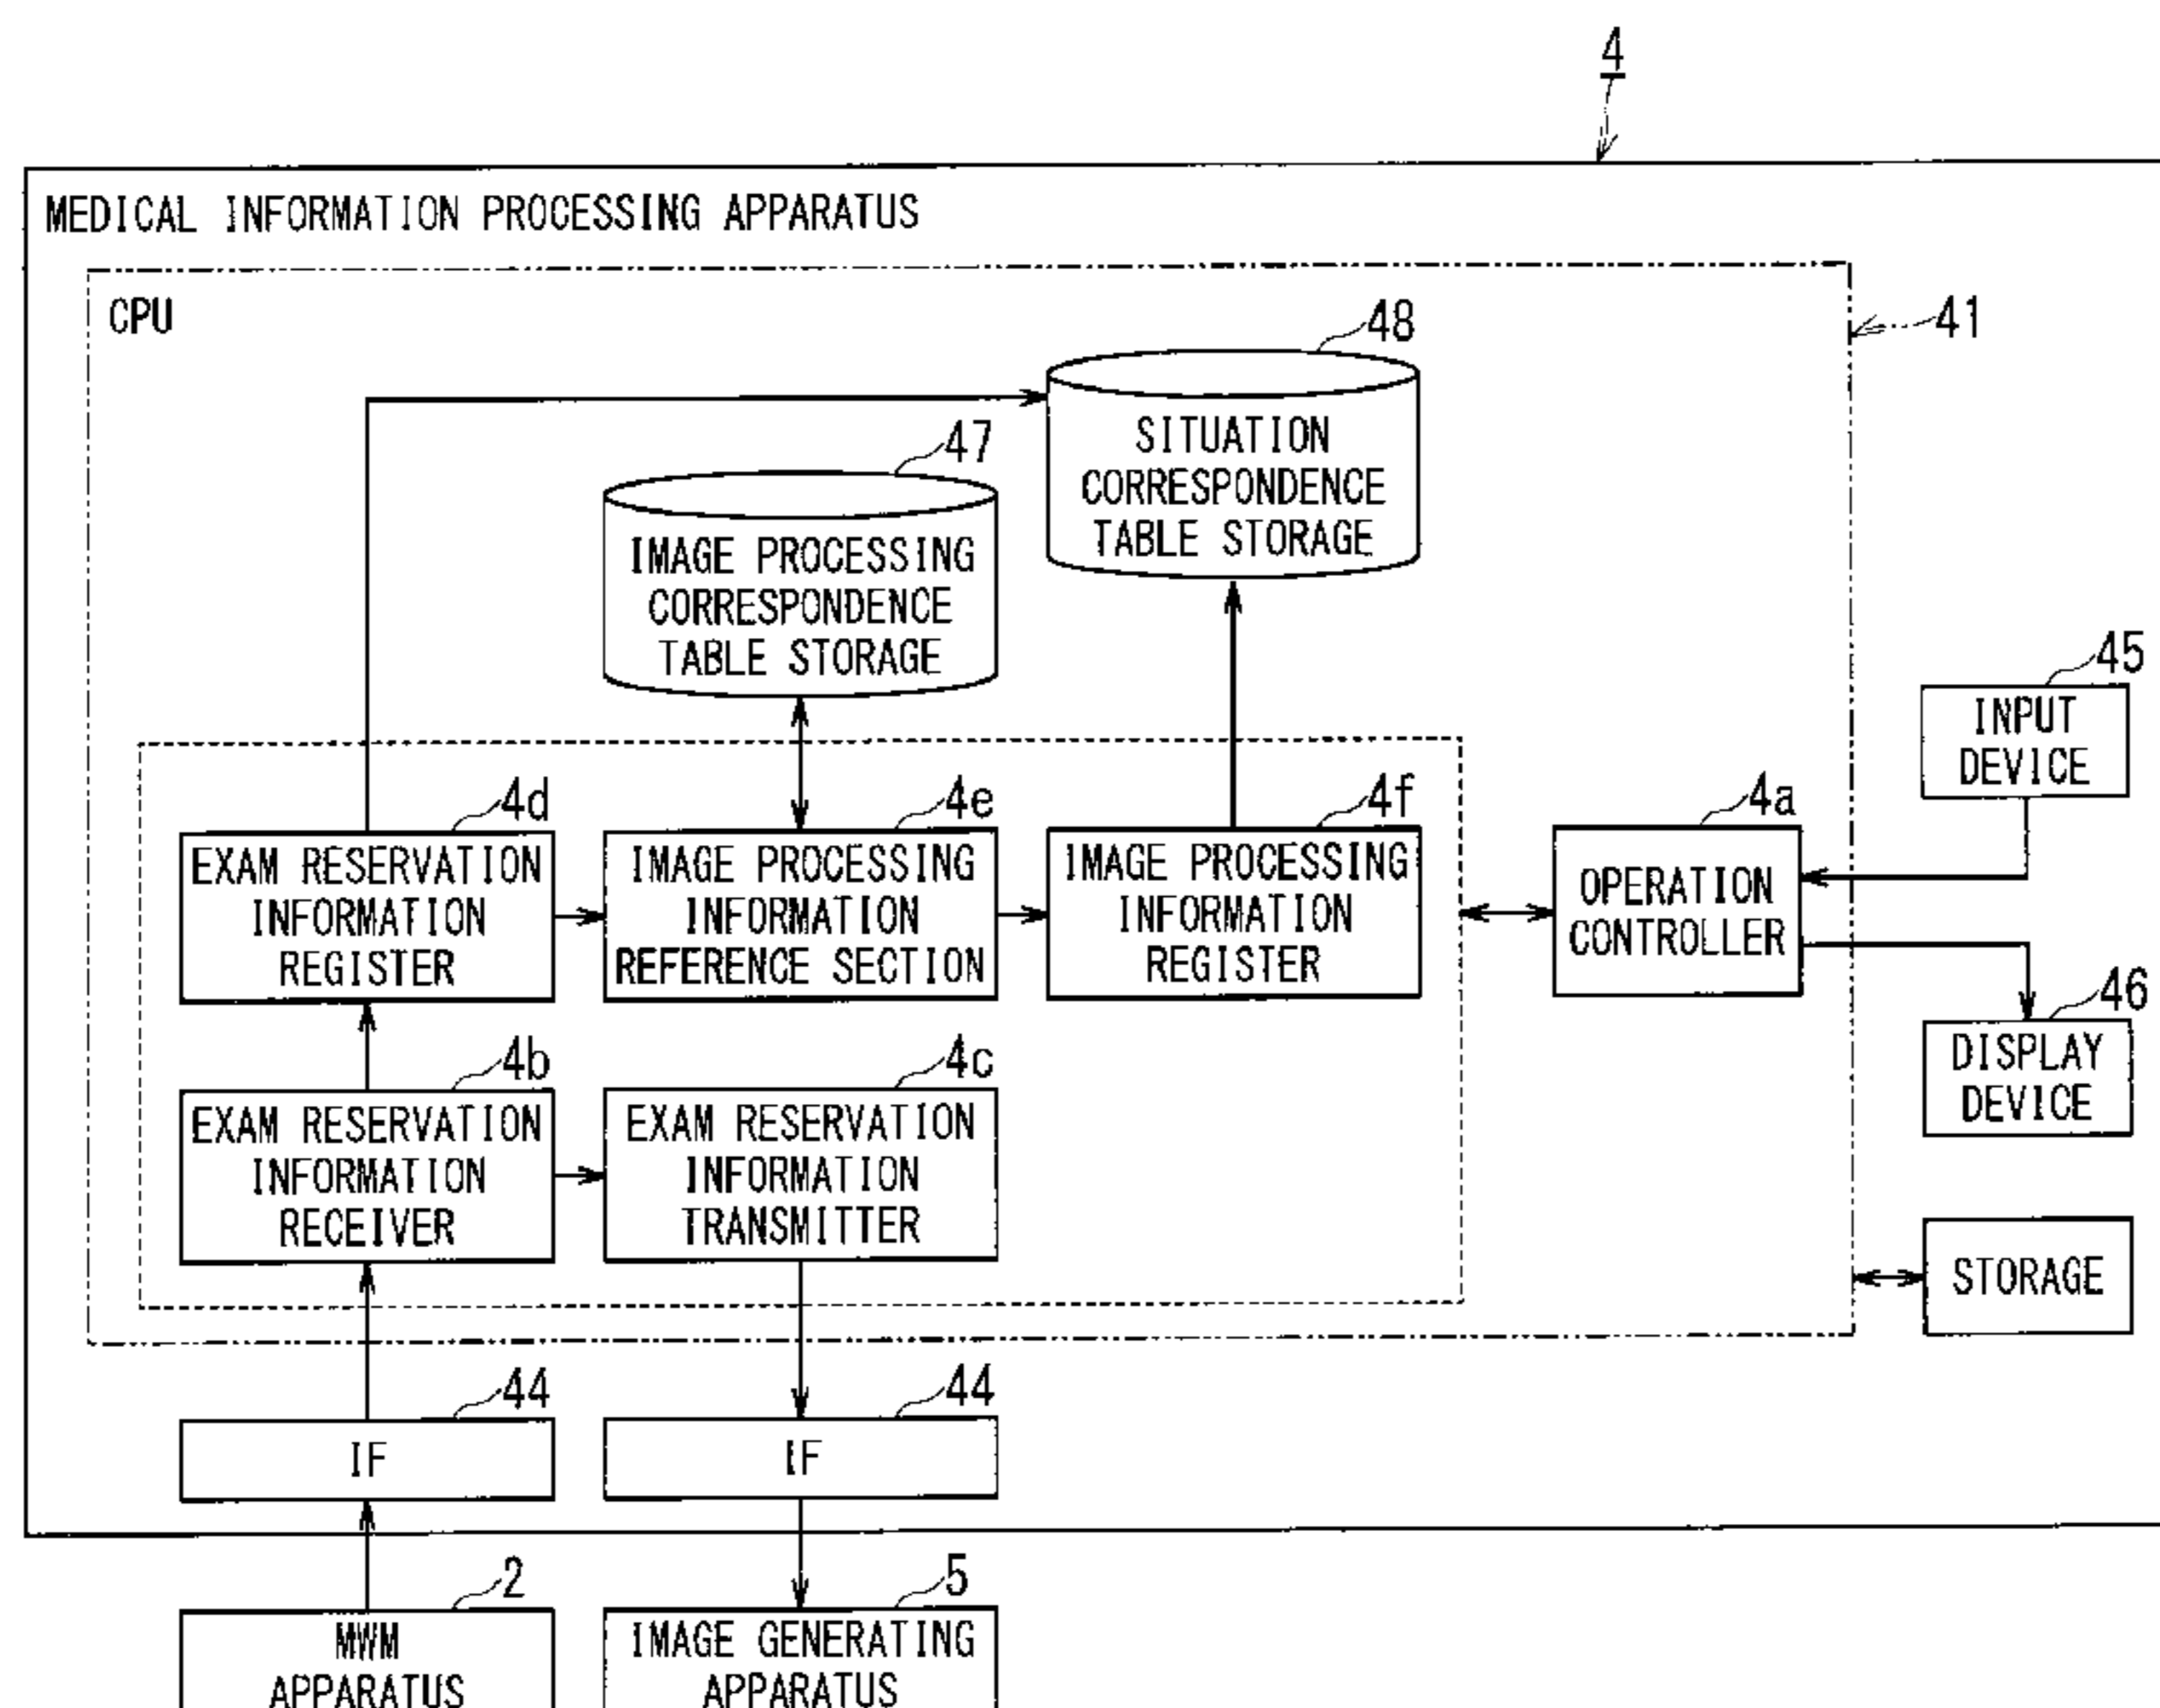 4
MEDICAL INFORMATION PROCESSING APPARATUS
CPU
41
48
SITUATION
CORRESPONDENCE
TABLE STORAGE
47
IMAGE PROCESSING
CORRESPONDENCE
TABLE STORAGE
45
INPUT
DEVICE
4d
EXAM RESERVATION
INFORMATION
REGISTER
4e
IMAGE PROCESSING
INFORMATION
REFERENCE SECTION
4f
IMAGE PROCESSING
INFORMATION
REGISTER
4a
OPERATION
CONTROLLER
46
DISPLAY
DEVICE
4b
EXAM RESERVATION
INFORMATION
RECEIVER
4c
EXAM RESERVATION
INFORMATION
TRANSMITTER
STORAGE
44
IF
44
IF
2
MWM
APPARATUS
5
IMAGE GENERATING
APPARATUS